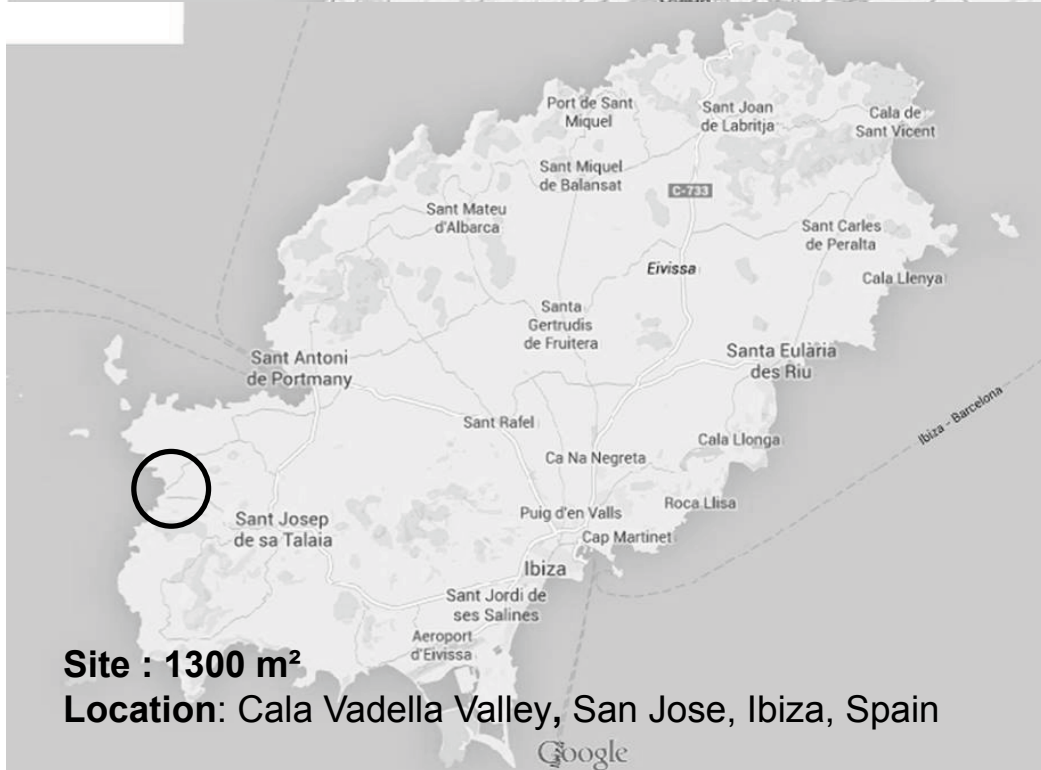 Port de Sant
Miquel
Sant Joan
de Labritja
Cala de
Sant Vicent
Sant Miquel
de Balansat
C-733
Sant Mateu
d'Albarca
Sant Carles
de Peralta
Eivissa
Cala Llenya
Santa
Gertrudis
de Fruitera
Sant Antoni
de Portmany
Santa Eulària
des Riu
Ibiza - Barcelona
Sant Rafel
Cala Llonga
Ca Na Negreta
Roca Llisa
Sant Josep
de sa Talaia
Puig d'en Valls
Cap Martinet
Ibiza
Sant Jordi de
ses Salines
Aeroport
d'Eivissa
Site : 1300 m²
Location: Cala Vadella Valley, San Jose, Ibiza, Spain
Google